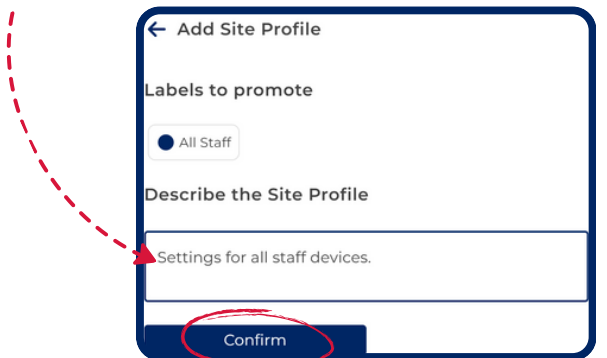 Add Site Profile
Labels to promote
All Staff
Describe the Site Profile
Settings for all staff devices.
Confirm